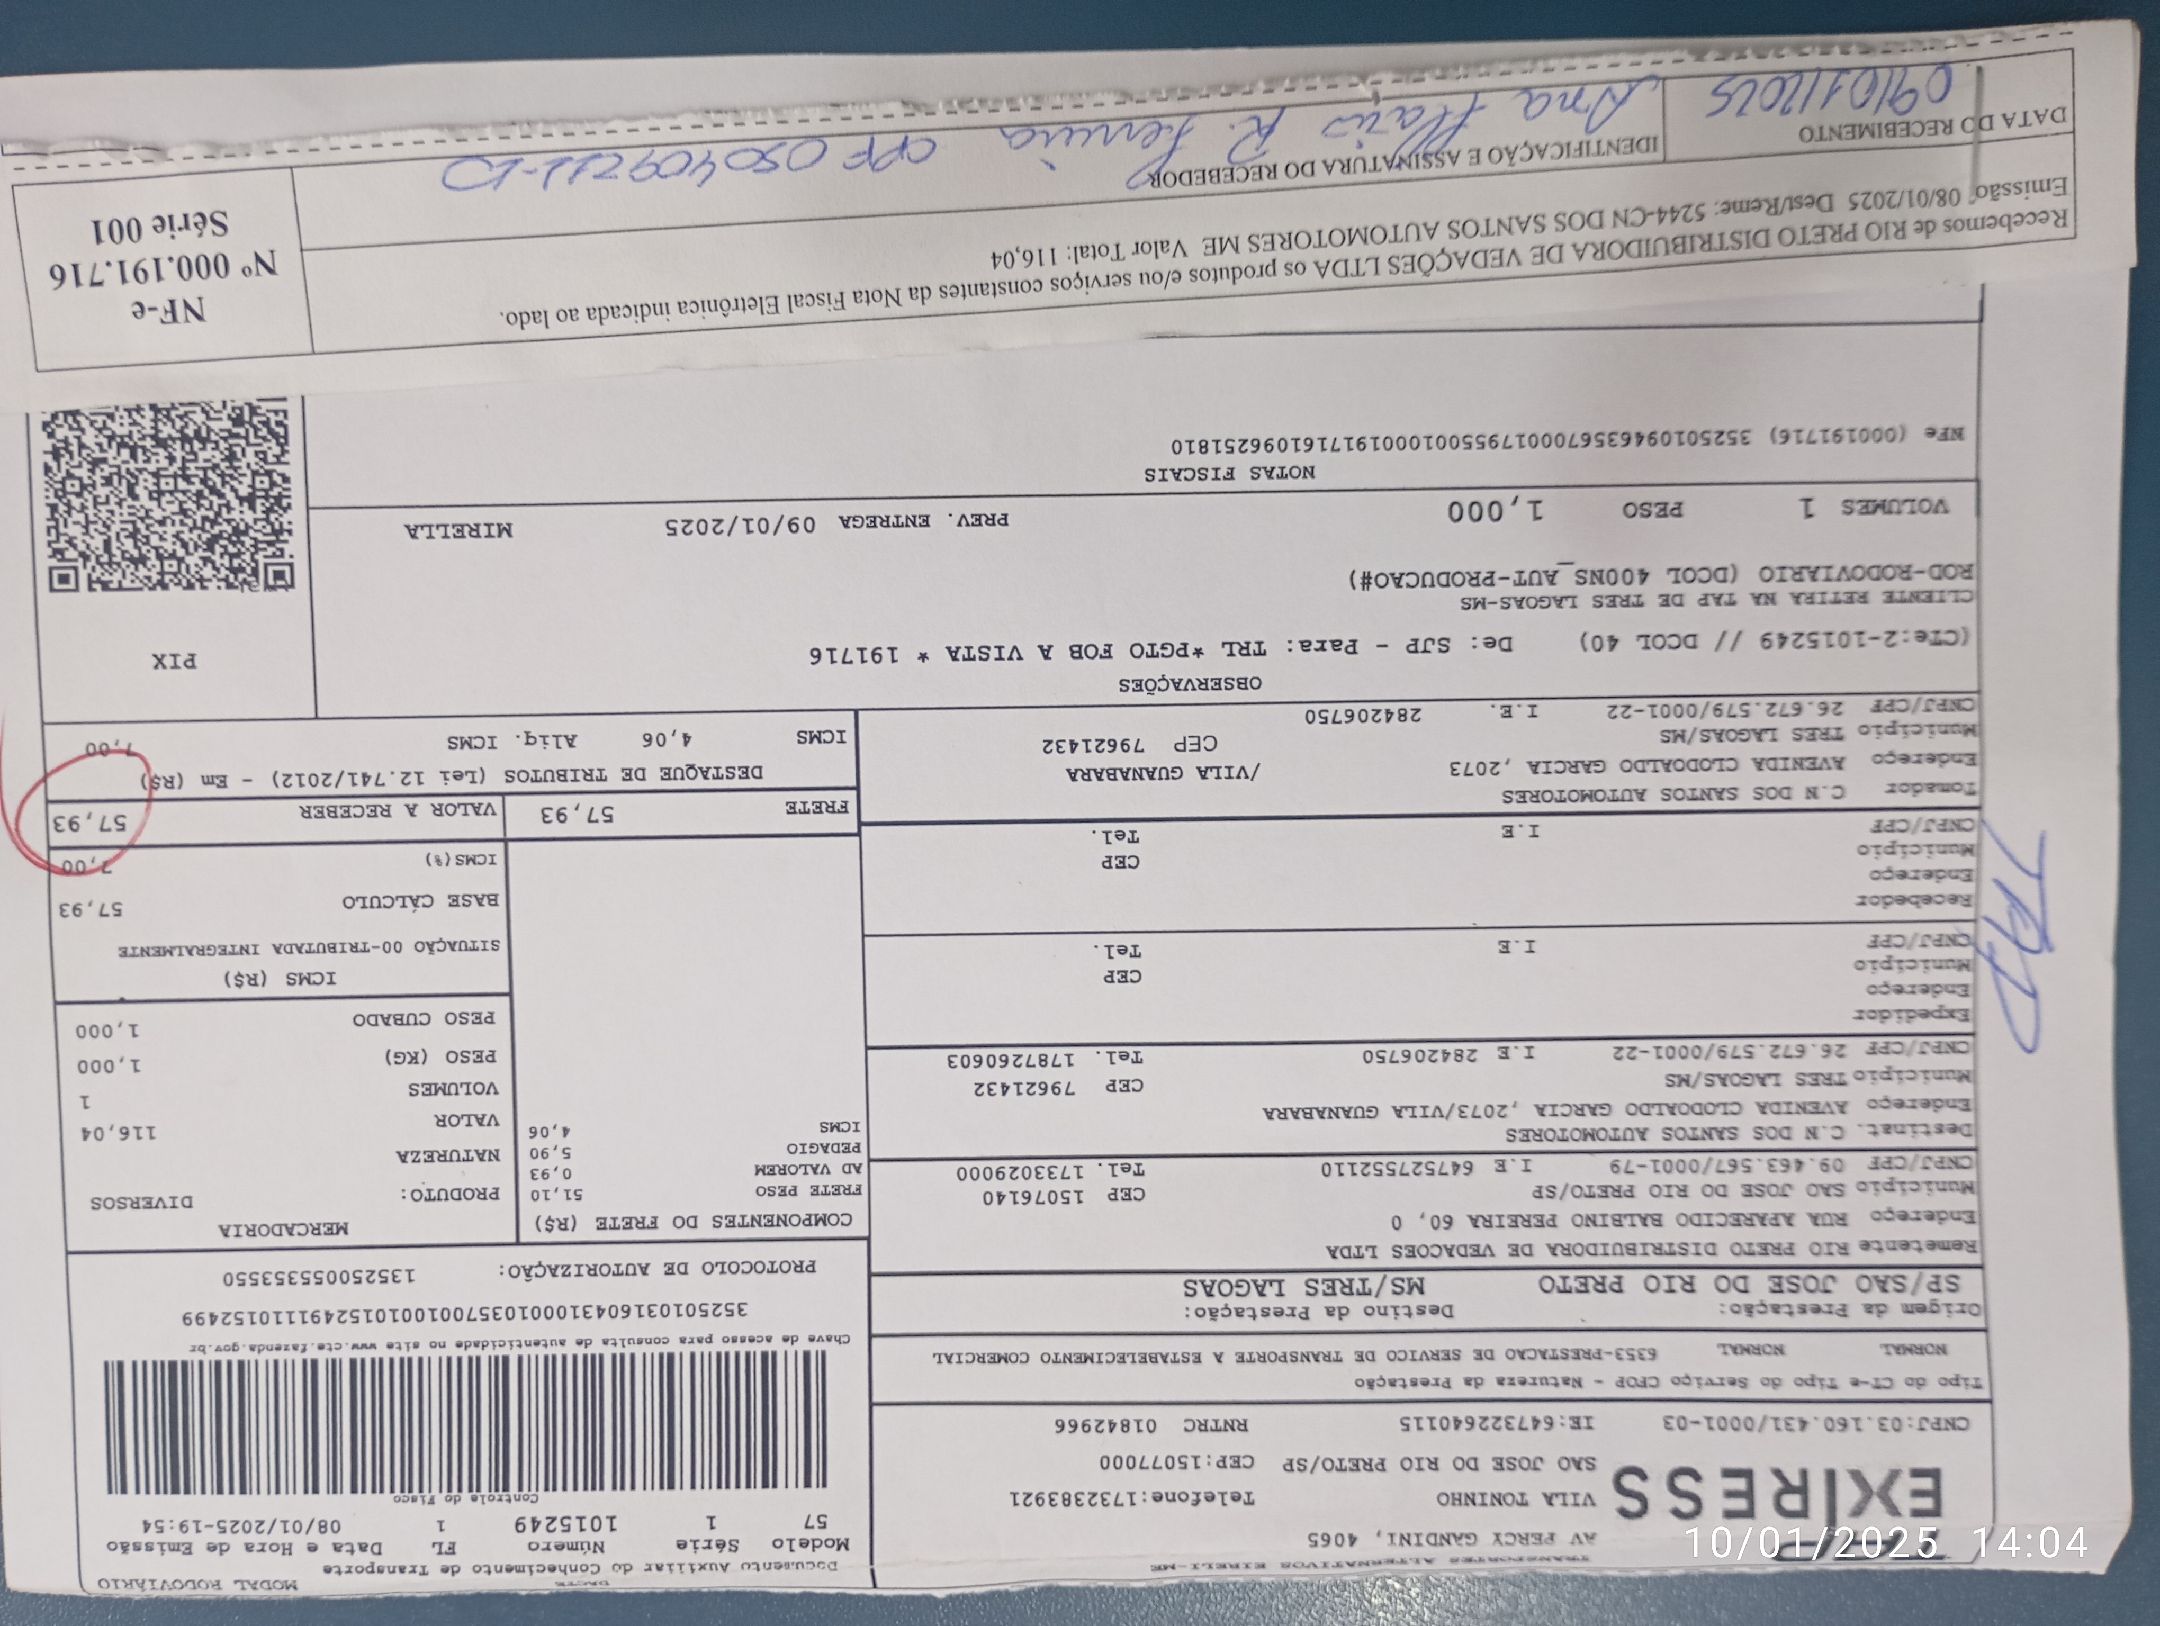 DACTE
MODAL RODOVIÁRIO
Documento Auxiliar do Conhecimento de Transporte
TRANSPORTES ALTERNATIVOS EIRELI-ME
AV PERCY GANDINI, 4065
VILA TONINHO Telefone:1732383921
SAO JOSE DO RIO PRETO/SP CEP:15077000
EXIRESS
CNPJ:03.160.431/0001-03 IE:647322640115 RNTRC 01842966
Modelo Série Número FL Data e Hora de Emissão
57 1 1015249 1 08/01/2025-19:54
Controle do Fisco
Chave de acesso para consulta de autenticidade no site www.cte.fazenda.gov.br
352501031604310001035700100101524911110152499
PROTOCOLO DE AUTORIZAÇÃO: 135250055353550
Tipo do CT-e Tipo do Serviço CFOP - Natureza da Prestação
NORMAL NORMAL 6353-PRESTACAO DE SERVICO DE TRANSPORTE A ESTABELECIMENTO COMERCIAL
Origem da Prestação: Destino da Prestação:
SP/SAO JOSE DO RIO PRETO MS/TRES LAGOAS
Remetente RIO PRETO DISTRIBUIDORA DE VEDACOES LTDA
Endereço RUA APARECIDO BALBINO PEREIRA 60, 0
Município SAO JOSE DO RIO PRETO/SP CEP 15076140
CNPJ/CPF 09.463.567/0001-79 I.E 647527552110 Tel. 1733029000
Destinat. C.N DOS SANTOS AUTOMOTORES
Endereço AVENIDA CLODOALDO GARCIA ,2073/VILA GUANABARA
Município TRES LAGOAS/MS CEP 79621432
CNPJ/CPF 26.672.579/0001-22 I.E 284206750 Tel. 1787260603
Expedidor
Endereço
Município CEP
CNPJ/CPF I.E Tel.
Recebedor
Endereço
Município CEP
CNPJ/CPF I.E Tel.
Tomador C.N DOS SANTOS AUTOMOTORES
Endereço AVENIDA CLODOALDO GARCIA ,2073 /VILA GUANABARA
Município TRES LAGOAS/MS CEP 79621432
CNPJ/CPF 26.672.579/0001-22 I.E. 284206750
COMPONENTES DO FRETE (R$)
FRETE PESO 51,10
AD VALOREM 0,93
PEDAGIO 5,90
ICMS 4,06
MERCADORIA
PRODUTO: DIVERSOS
NATUREZA
VALOR 116,04
VOLUMES 1
PESO (KG) 1,000
PESO CUBADO 1,000
ICMS (R$)
SITUAÇÃO 00-TRIBUTADA INTEGRALMENTE
BASE CÁLCULO 57,93
ICMS(%) 7,00
FRETE 57,93 VALOR A RECEBER 57,93
DESTAQUE DE TRIBUTOS (Lei 12.741/2012) - Em (R$)
ICMS 4,06 Aliq. ICMS 7,00
OBSERVAÇÕES
(CTe:2-1015249 // DCOL 40) De: SJP - Para: TRL *PGTO FOB A VISTA * 191716
CLIENTE RETIRA NA TAP DE TRES LAGOAS-MS
ROD-RODOVIARIO (DCOL 400NS_AUT-PRODUCAO#)
VOLUMES 1 PESO 1,000 PREV. ENTREGA 09/01/2025 MIRELLA
PIX
NOTAS FISCAIS
NFe (000191716) 35250109463567000179550010001917161096251810
Recebemos de RIO PRETO DISTRIBUIDORA DE VEDAÇÕES LTDA os produtos e/ou serviços constantes da Nota Fiscal Eletrônica indicada ao lado.
Emissão: 08/01/2025 Dest/Reme: 5244-CN DOS SANTOS AUTOMOTORES ME Valor Total: 116,04
DATA DO RECEBIMENTO
09/01/2025
IDENTIFICAÇÃO E ASSINATURA DO RECEBEDOR
Ana R. Ferreira CPF
NF-e
Nº 000.191.716
Série 001
10/01/2025 14:04